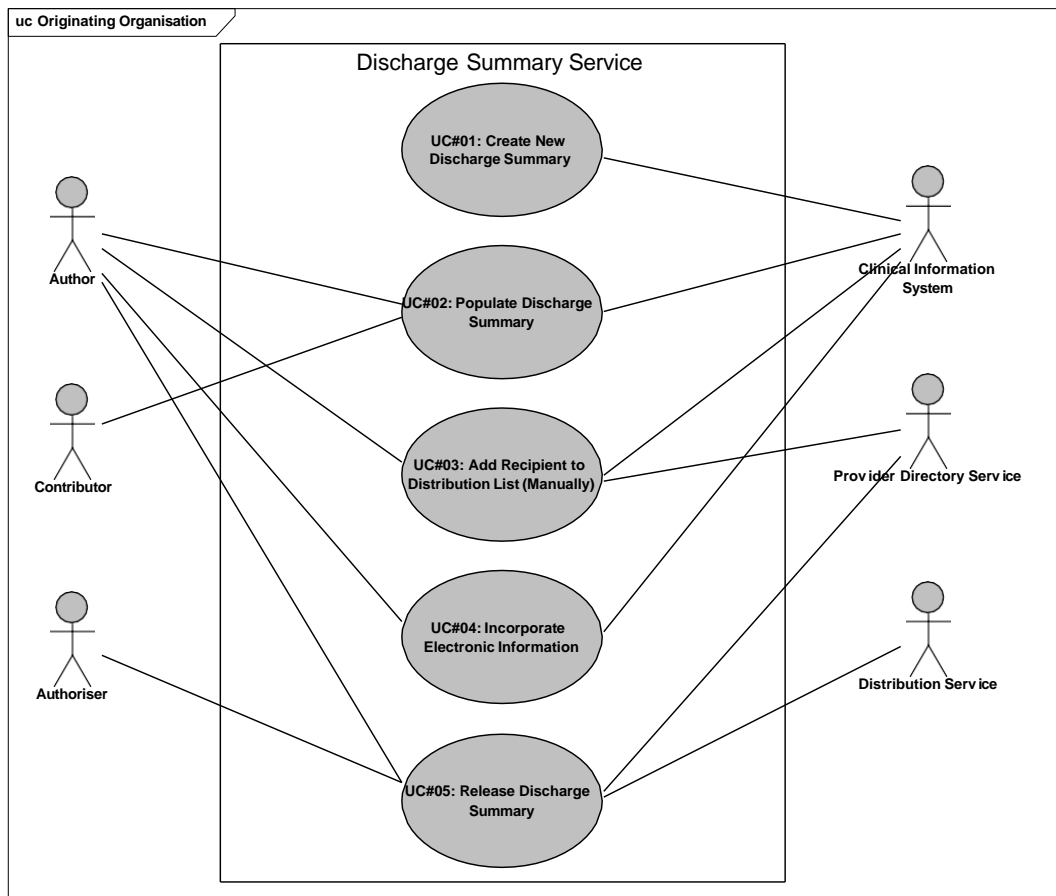 uc Originating Organisation
Discharge Summary Service
UC#01: Create New
Discharge Summary
Author
Clinical Information
System
UC#02: Populate Discharge
Summary
Contributor
UC#03: Add Recipient to
Distribution List (Manually)
Provider Directory Service
UC#04: Incorporate
Electronic Information
Authoriser
Distribution Service
UC#05: Release Discharge
Summary